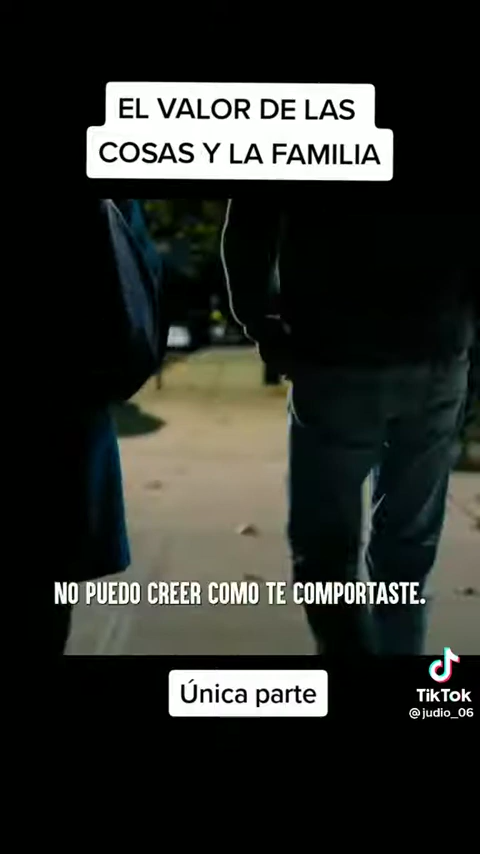 EL VALOR DE LAS
COSAS Y LA FAMILIA
NO PUEDO CREER COMO TE COMPORTASTE.
Única parte
TikTok
@judio_06